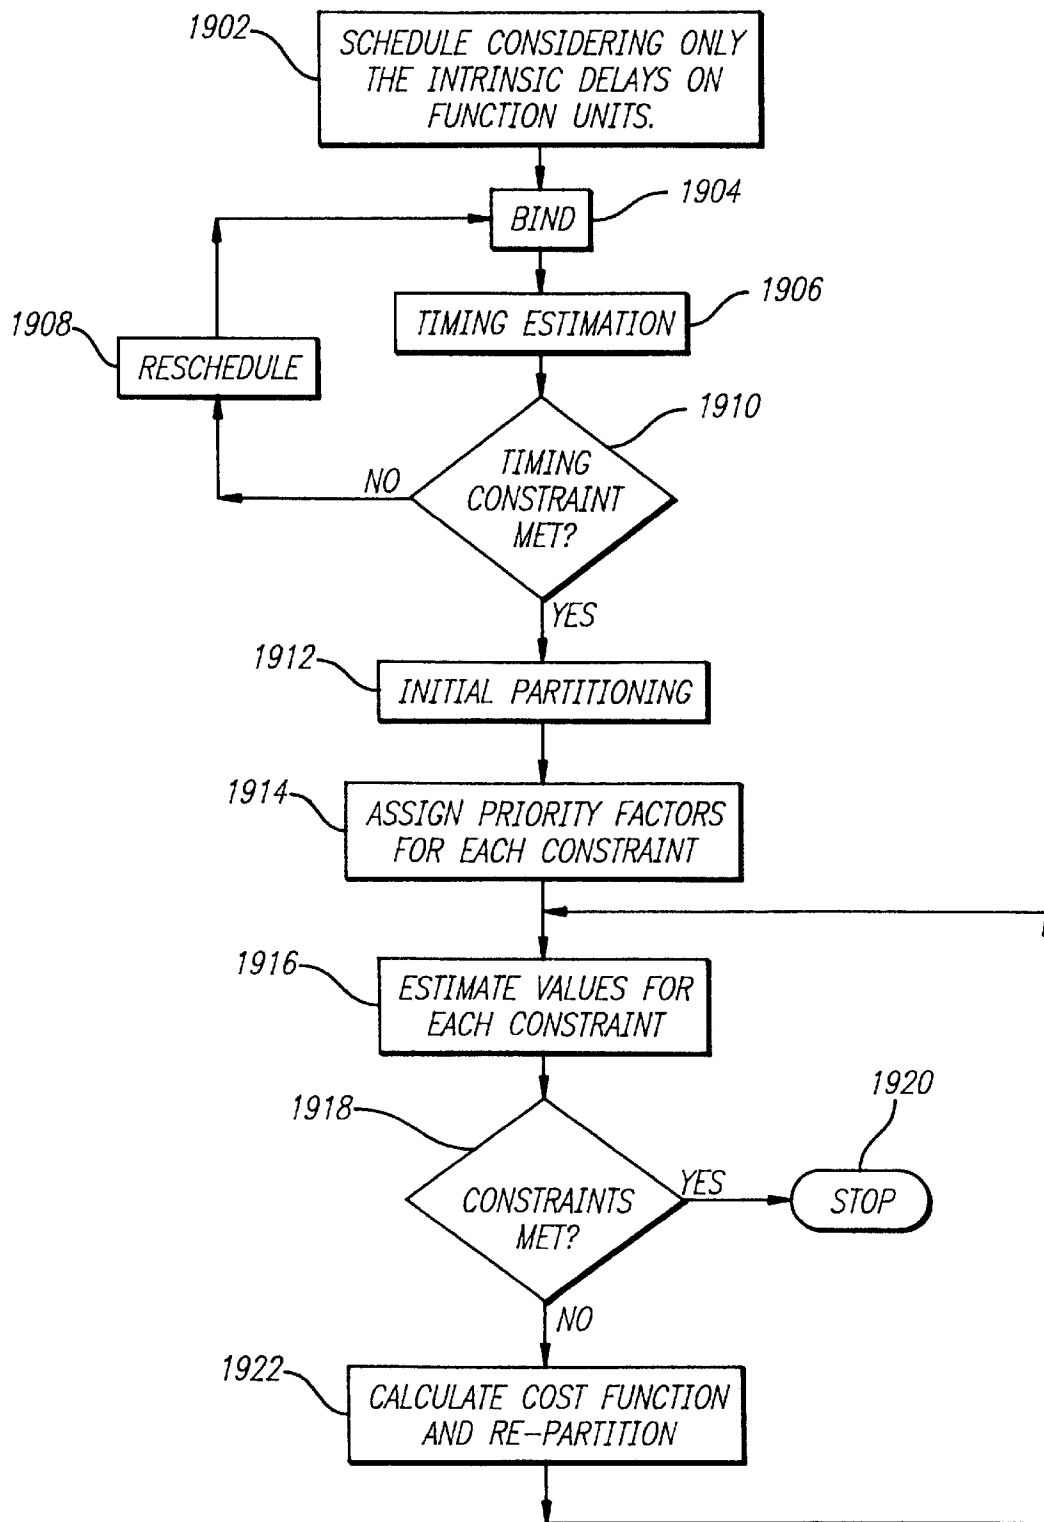 1902
SCHEDULE CONSIDERING ONLY
THE INTRINSIC DELAYS ON
FUNCTION UNITS.
1904
BIND
1906
TIMING ESTIMATION
1908
RESCHEDULE
1910
TIMING
CONSTRAINT
MET?
NO
YES
1912
INITIAL PARTITIONING
1914
ASSIGN PRIORITY FACTORS
FOR EACH CONSTRAINT
1916
ESTIMATE VALUES FOR
EACH CONSTRAINT
1918
CONSTRAINTS
MET?
YES
1920
STOP
NO
1922
CALCULATE COST FUNCTION
AND RE-PARTITION